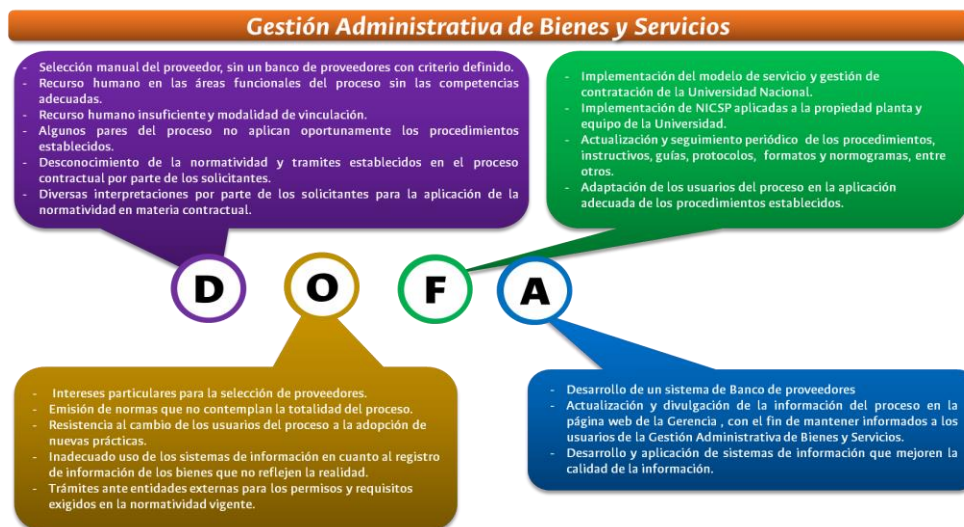 Gestión Administrativa de Bienes y Servicios
- Selección manual del proveedor, sin un banco de proveedores con criterio definido.
- Recurso humano en las áreas funcionales del proceso sin las competencias
adecuadas.
- Recurso humano insuficiente y modalidad de vinculación.
- Algunos pares del proceso no aplican oportunamente los procedimientos
establecidos.
- Desconocimiento de la normatividad y tramites establecidos en el proceso
contractual por parte de los solicitantes.
- Diversas interpretaciones por parte de los solicitantes para la aplicación de la
normatividad en materia contractual.
- Implementación del modelo de servicio y gestión de
contratación de la Universidad Nacional.
- Implementación de NICSP aplicadas a la propiedad planta y
equipo de la Universidad.
- Actualización y seguimiento periódico de los procedimientos,
instructivos, guías, protocolos, formatos y normogramas, entre
otros.
- Adaptación de los usuarios del proceso en la aplicación
adecuada de los procedimientos establecidos.
D O F A
- Intereses particulares para la selección de proveedores.
- Emisión de normas que no contemplan la totalidad del proceso.
- Resistencia al cambio de los usuarios del proceso a la adopción de
nuevas prácticas.
- Inadecuado uso de los sistemas de información en cuanto al registro
de información de los bienes que no reflejen la realidad.
- Trámites ante entidades externas para los permisos y requisitos
exigidos en la normatividad vigente.
- Desarrollo de un sistema de Banco de proveedores
- Actualización y divulgación de la información del proceso en la
página web de la Gerencia , con el fin de mantener informados a los
usuarios de la Gestión Administrativa de Bienes y Servicios.
- Desarrollo y aplicación de sistemas de información que mejoren la
calidad de la información.